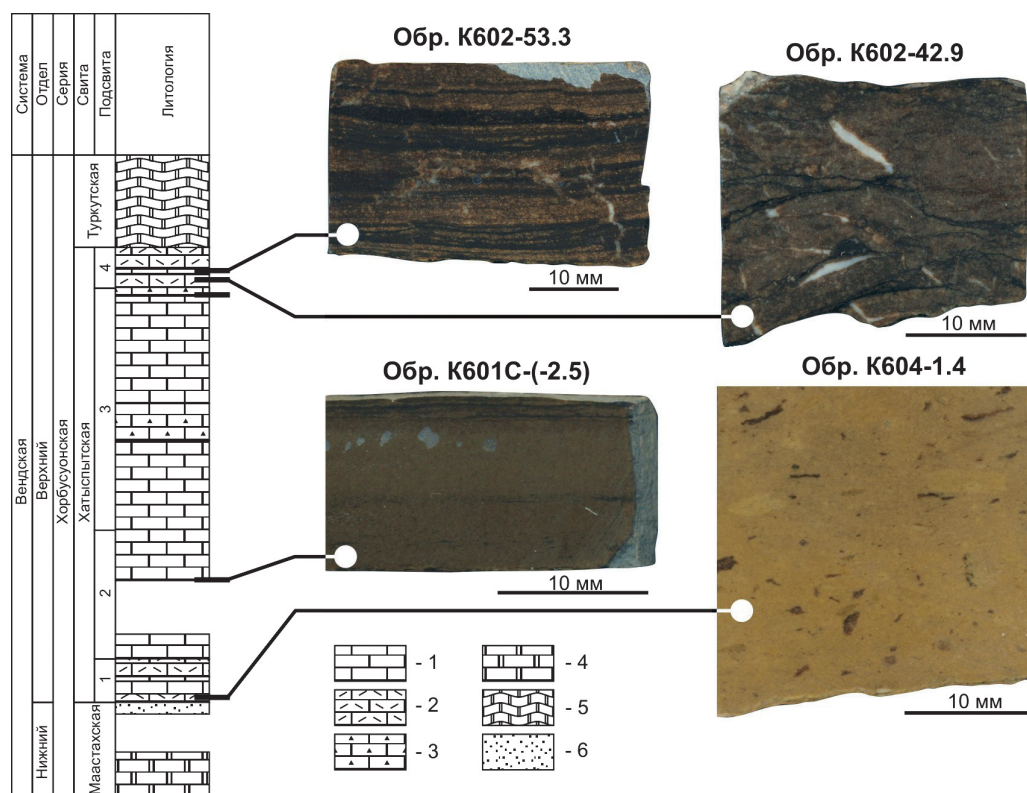 Система
Отдел
Серия
Свита
Подсвита
Литология
Обр. К602-53.3
Обр. К602-42.9
10 мм
10 мм
Обр. К601С-(-2.5)
Обр. К604-1.4
10 мм
10 мм
Вендская
Верхний
Нижний
Хорбусуонская
Хатыспытская
Туркутская
Маастахская
4
3
2
1
- 1
- 2
- 3
- 4
- 5
- 6